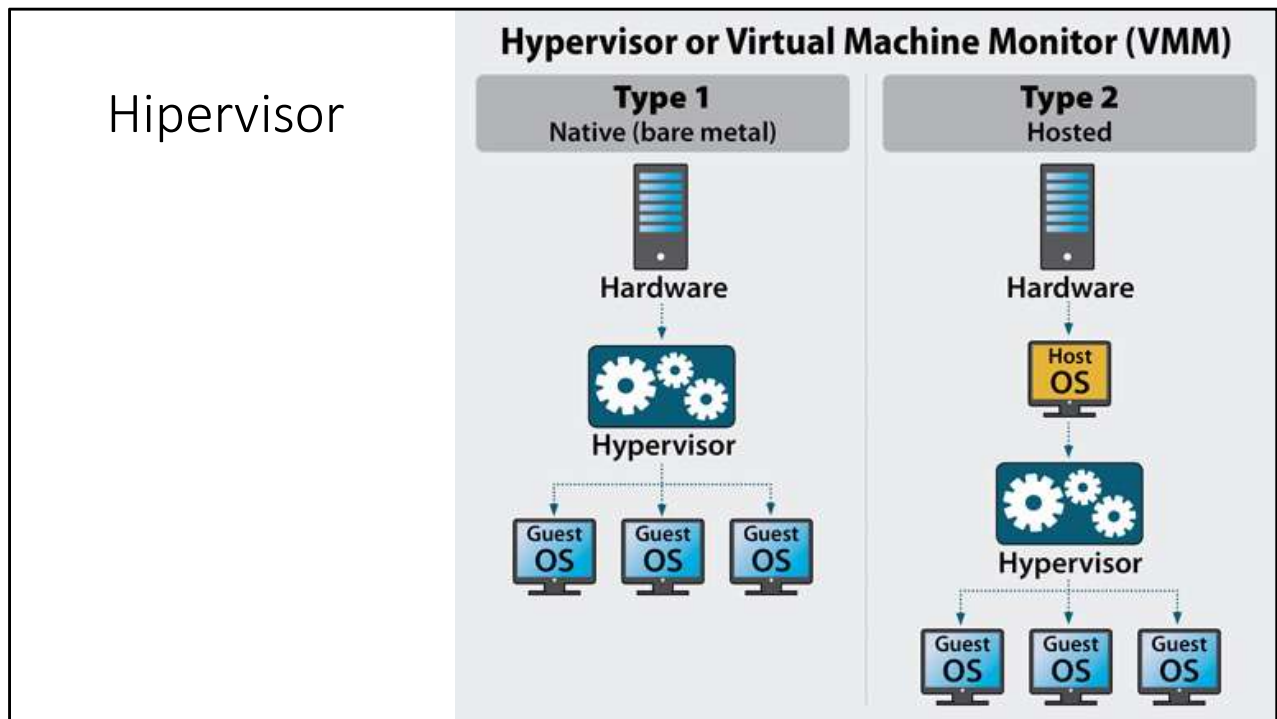 Hipervisor
Hypervisor or Virtual Machine Monitor (VMM)
Type 1
Native (bare metal)
Hardware
Hypervisor
Guest
OS
Guest
OS
Guest
OS
Type 2
Hosted
Hardware
Host
OS
Hypervisor
Guest
OS
Guest
OS
Guest
OS